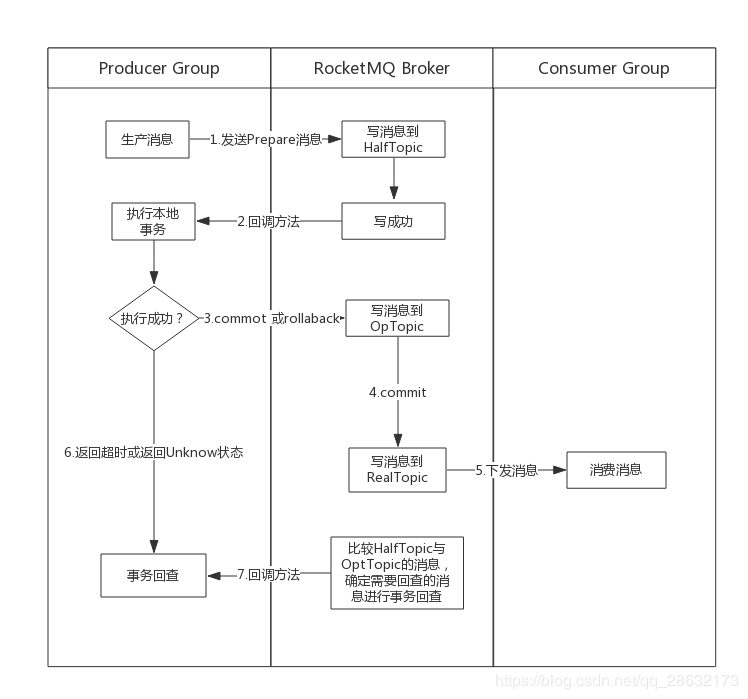 Producer Group
RocketMQ Broker
Consumer Group
生产消息
1.发送Prepare消息
写消息到
HalfTopic
执行本地
事务
2.回调方法
写成功
执行成功？
3.commot 或rollaback
写消息到
OpTopic
4.commit
6.返回超时或返回Unknow状态
写消息到
RealTopic
5.下发消息
消费消息
事务回查
7.回调方法
比较HalfTopic与
OptTopic的消息，
确定需要回查的消
息进行事务回查
https://blog.csdn.net/qq_28632173